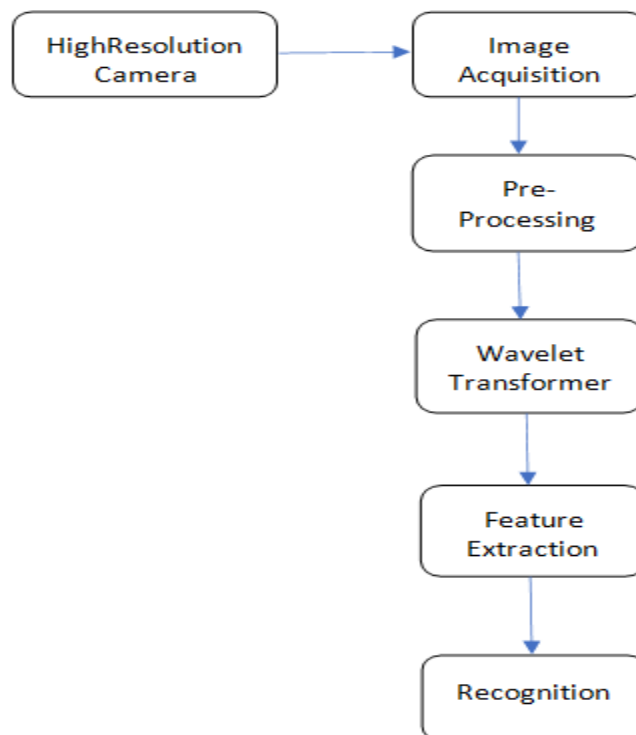 HighResolution
Camera
Image
Acquisition
Pre-
Processing
Wavelet
Transformer
Feature
Extraction
Recognition